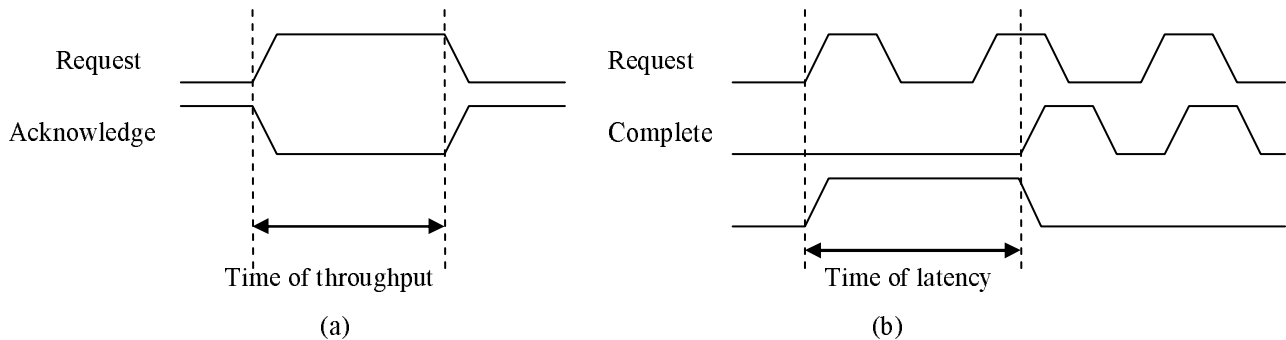 Request
Acknowledge
Time of throughput
(a)
Request
Complete
Time of latency
(b)